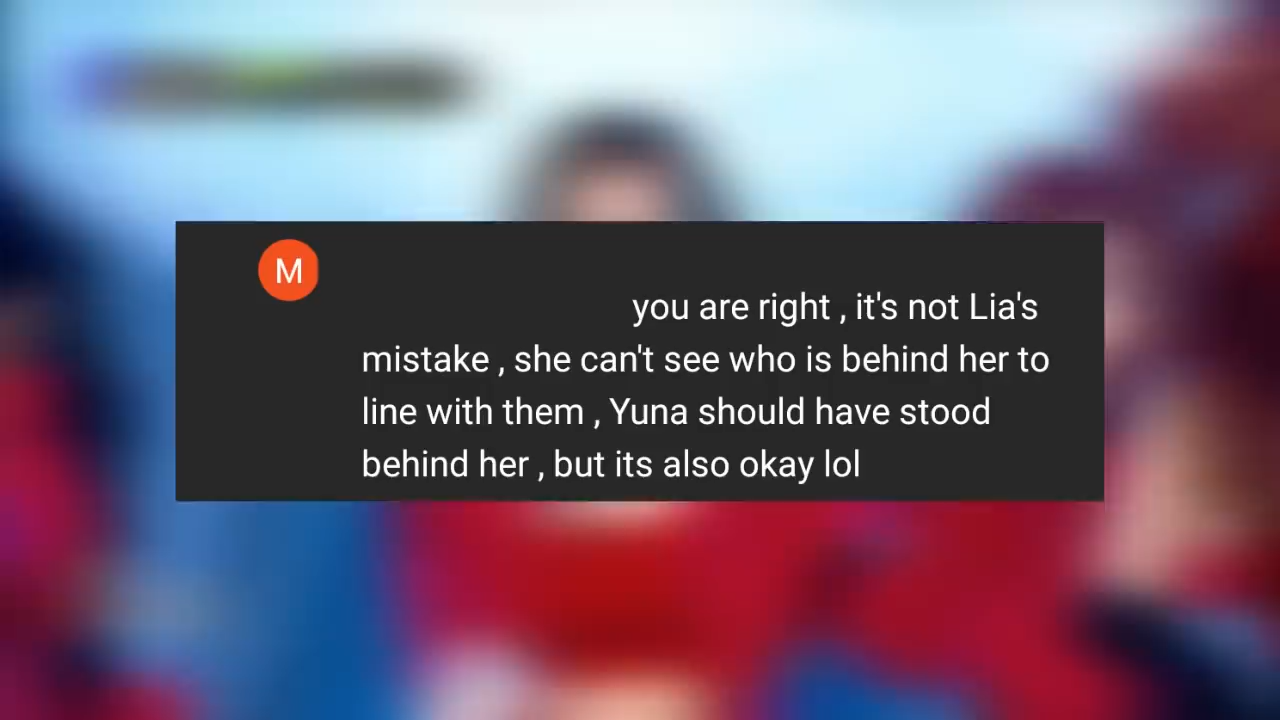 M
you are right , it's not Lia's
mistake , she can't see who is behind her to
line with them , Yuna should have stood
behind her , but its also okay lol